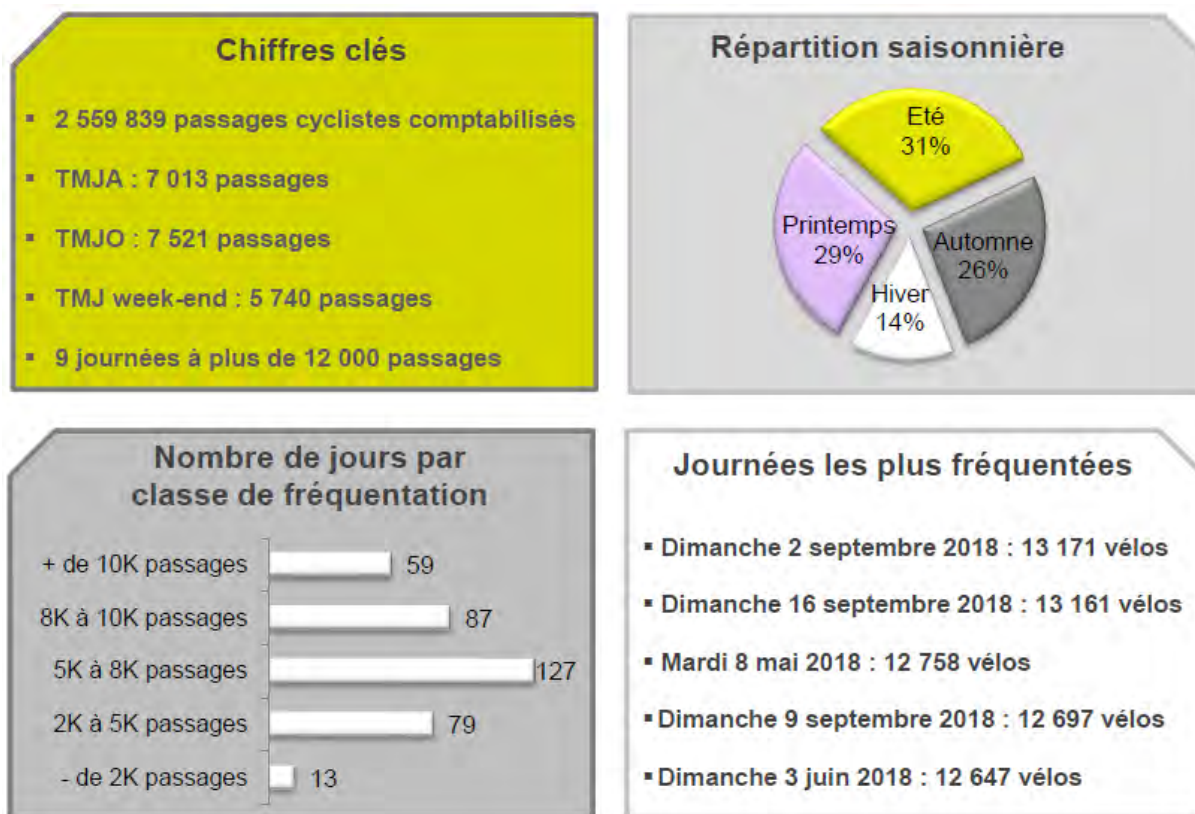 Chiffres clés
▪ 2 559 839 passages cyclistes comptabilisés
▪ TMJA : 7 013 passages
▪ TMJO : 7 521 passages
▪ TMJ week-end : 5 740 passages
▪ 9 journées à plus de 12 000 passages
Répartition saisonnière
Eté
31%
Printemps
29%
Automne
26%
Hiver
14%
Nombre de jours par
classe de fréquentation
+ de 10K passages 59
8K à 10K passages 87
5K à 8K passages 127
2K à 5K passages 79
- de 2K passages 13
Journées les plus fréquentées
▪ Dimanche 2 septembre 2018 : 13 171 vélos
▪ Dimanche 16 septembre 2018 : 13 161 vélos
▪ Mardi 8 mai 2018 : 12 758 vélos
▪ Dimanche 9 septembre 2018 : 12 697 vélos
▪ Dimanche 3 juin 2018 : 12 647 vélos